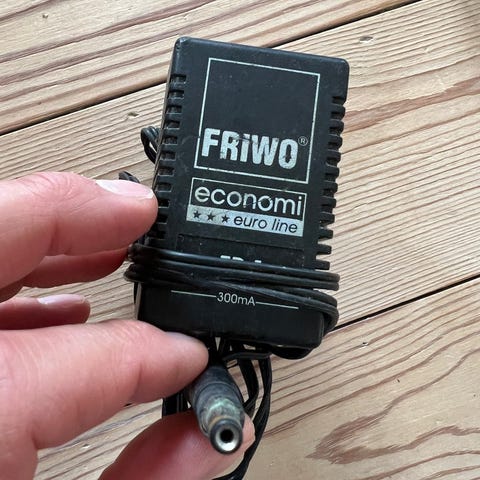 FRIWO®
economi
★★★ euro line
300mA